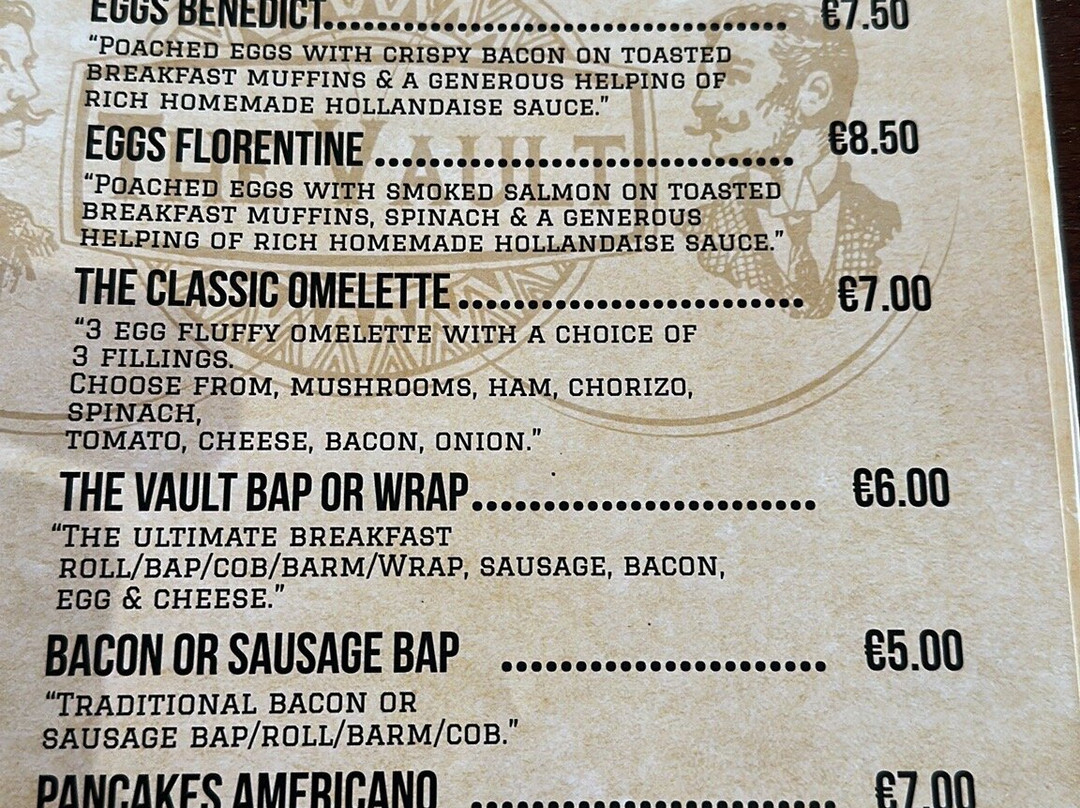 EGGS BENEDICT.................................... €7.50
“POACHED EGGS WITH CRISPY BACON ON TOASTED
BREAKFAST MUFFINS & A GENEROUS HELPING OF
RICH HOMEMADE HOLLANDAISE SAUCE.”
EGGS FLORENTINE ................................. €8.50
“POACHED EGGS WITH SMOKED SALMON ON TOASTED
BREAKFAST MUFFINS, SPINACH & A GENEROUS
HELPING OF RICH HOMEMADE HOLLANDAISE SAUCE.”
THE VAULT
THE CLASSIC OMELETTE ........................... €7.00
“3 EGG FLUFFY OMELETTE WITH A CHOICE OF
3 FILLINGS.
CHOOSE FROM, MUSHROOMS, HAM, CHORIZO,
SPINACH,
TOMATO, CHEESE, BACON, ONION.”
THE VAULT BAP OR WRAP.......................... €6.00
“THE ULTIMATE BREAKFAST
ROLL/BAP/COB/BARM/WRAP, SAUSAGE, BACON,
EGG & CHEESE.”
BACON OR SAUSAGE BAP ........................ €5.00
“TRADITIONAL BACON OR
SAUSAGE BAP/ROLL/BARM/COB.”
PANCAKES AMERICANO ........................... €7.00